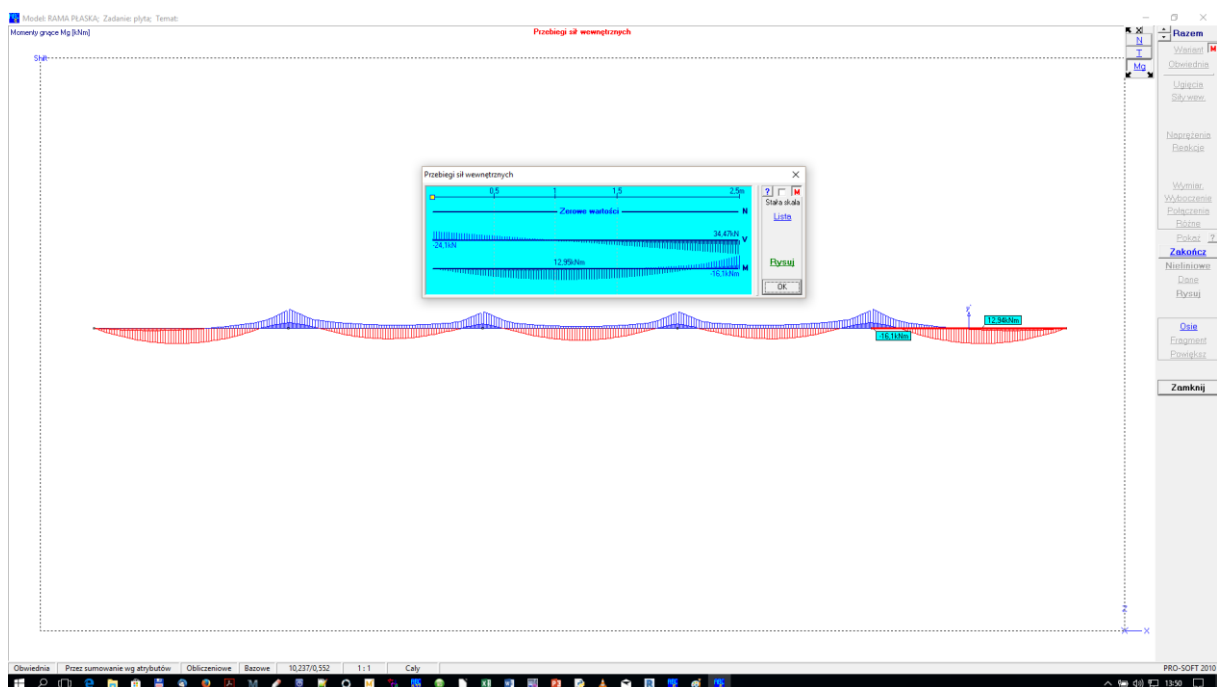 Model: RAMA PŁASKA; Zadanie: płyta; Temat:
Momenty gnące Mg [kNm]
Przebiegi sił wewnętrznych
Shift
N
T
Mg
Razem
Wariant M
Obwiednia
Ugięcia
Siły wew.
Naprężenia
Reakcje
Wymiar.
Wyboczenie
Połączenia
Różne
Pokaż ?
Zakończ
Nieliniowe
Dane
Rysuj
Osie
Fragment
Powiększ
Zamknij
Przebiegi sił wewnętrznych
0,5 1 1,5 2,5m
Zerowe wartości N
34,47kN
-24,1kN V
12,95kNm M
-16,1kNm
? M
Stała skala
Lista
Rysuj
OK
Y
12,94kNm
-16,1kNm
Z
X
Obwiednia Przez sumowanie wg atrybutów Obliczeniowe Bazowe 10,237/0,552 1 : 1 Cały PRO-SOFT 2010
13:50